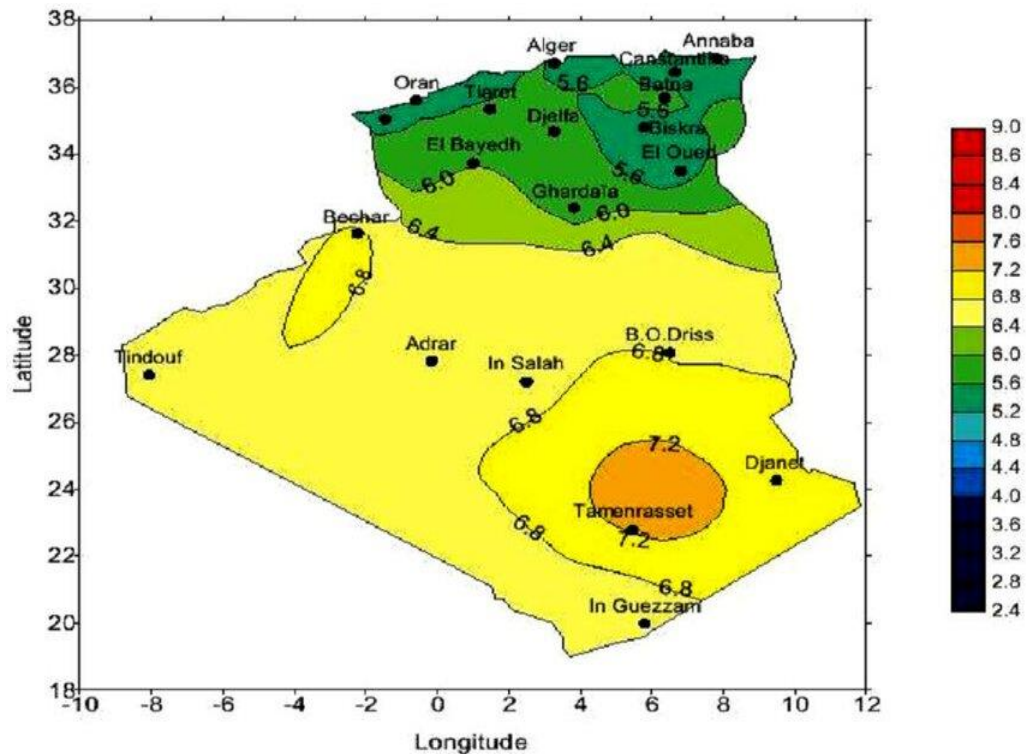 38
36
34
32
30
28
26
24
22
20
18
Latitude
-10
-8
-6
-4
-2
0
2
4
6
8
10
12
Longitude
Annaba
Alger
Canstantine
Oran
5.6
Batna
Tiaret
5.6
Djelfa
Biskra
El Bayedh
El Oued
5.6
6.0
Ghardaïa
6.0
Bechar
6.4
6.4
6.8
B.O.Driss
Adrar
6.8
Tindouf
In Salah
6.8
7.2
Djanet
Tamenrasset
6.8
7.2
6.8
In Guezzam
9.0
8.6
8.4
8.0
7.6
7.2
6.8
6.4
6.0
5.6
5.2
4.8
4.4
4.0
3.6
3.2
2.8
2.4